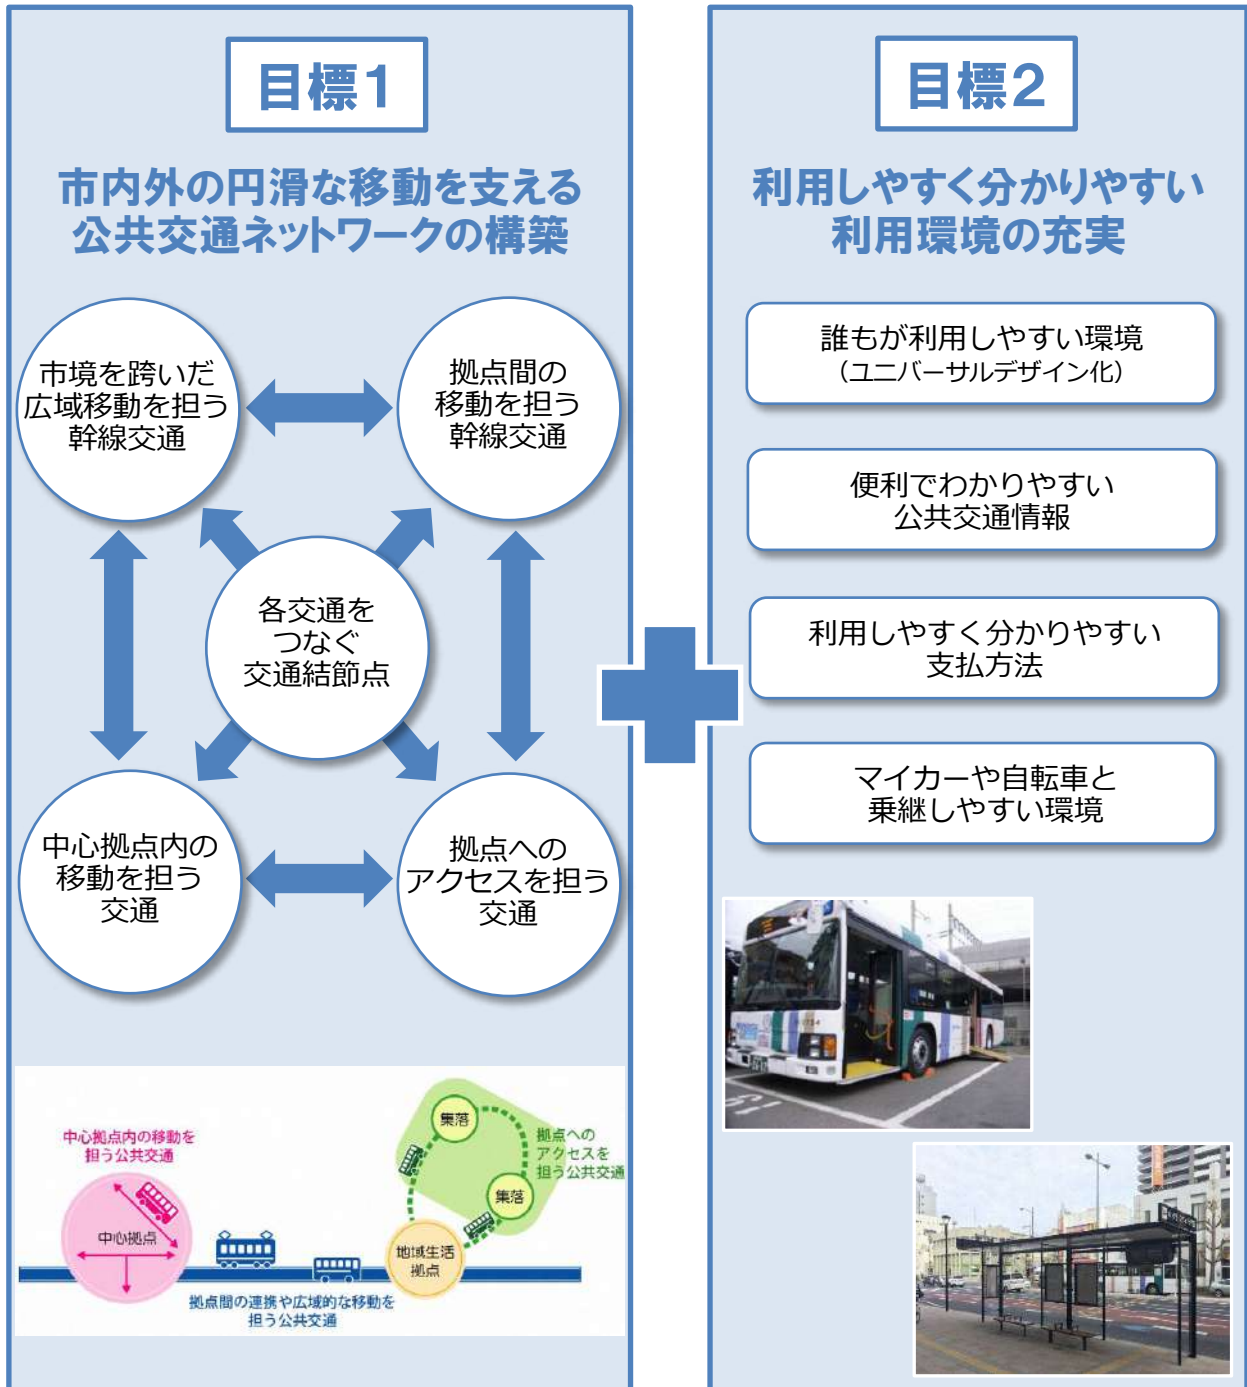 目標1
市内外の円滑な移動を支える
公共交通ネットワークの構築
市境を跨いだ
広域移動を担う
幹線交通
拠点間の
移動を担う
幹線交通
各交通を
つなぐ
交通結節点
中心拠点内の
移動を担う
交通
拠点への
アクセスを担う
交通
中心拠点内の移動を
担う公共交通
中心拠点
集落
集落
拠点への
アクセスを
担う公共交通
地域生活
拠点
拠点間の連携や広域的な移動を
担う公共交通
目標2
利用しやすく分かりやすい
利用環境の充実
誰もが利用しやすい環境
（ユニバーサルデザイン化）
便利でわかりやすい
公共交通情報
利用しやすく分かりやすい
支払方法
マイカーや自転車と
乗継しやすい環境